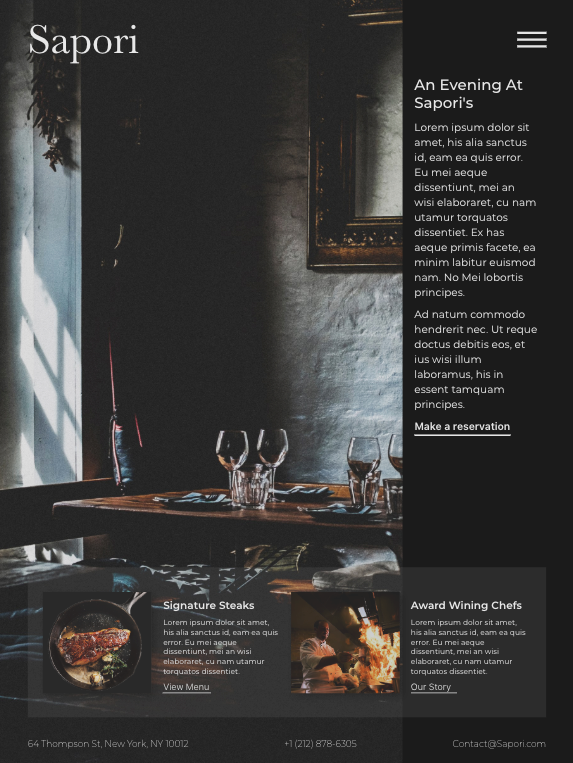 Sapori
An Evening At
Sapori's
Lorem ipsum dolor sit
amet, his alia sanctus
id, eam ea quis error.
Eu mei aeque
dissentiunt, mei an
wisi elaboraret, cu nam
utamur torquatos
dissentiet. Ex has
aeque primis facete, ea
minim labitur euismod
nam. No Mei lobortis
principes.
Ad natum commodo
hendrerit nec. Ut reque
doctus debitis eos, et
ius wisi illum
laboramus, his in
essent tamquam
principes.
Make a reservation
Signature Steaks
Lorem ipsum dolor sit amet,
his alia sanctus id, eam ea quis
error. Eu mei aeque
dissentiunt, mei an wisi
elaboraret, cu nam utamur
torquatos dissentiet.
View Menu
Award Wining Chefs
Lorem ipsum dolor sit amet,
his alia sanctus id, eam ea quis
error. Eu mei aeque
dissentiunt, mei an wisi
elaboraret, cu nam utamur
torquatos dissentiet.
Our Story
64 Thompson St, New York, NY 10012
+1 (212) 878-6305
Contact@Sapori.com